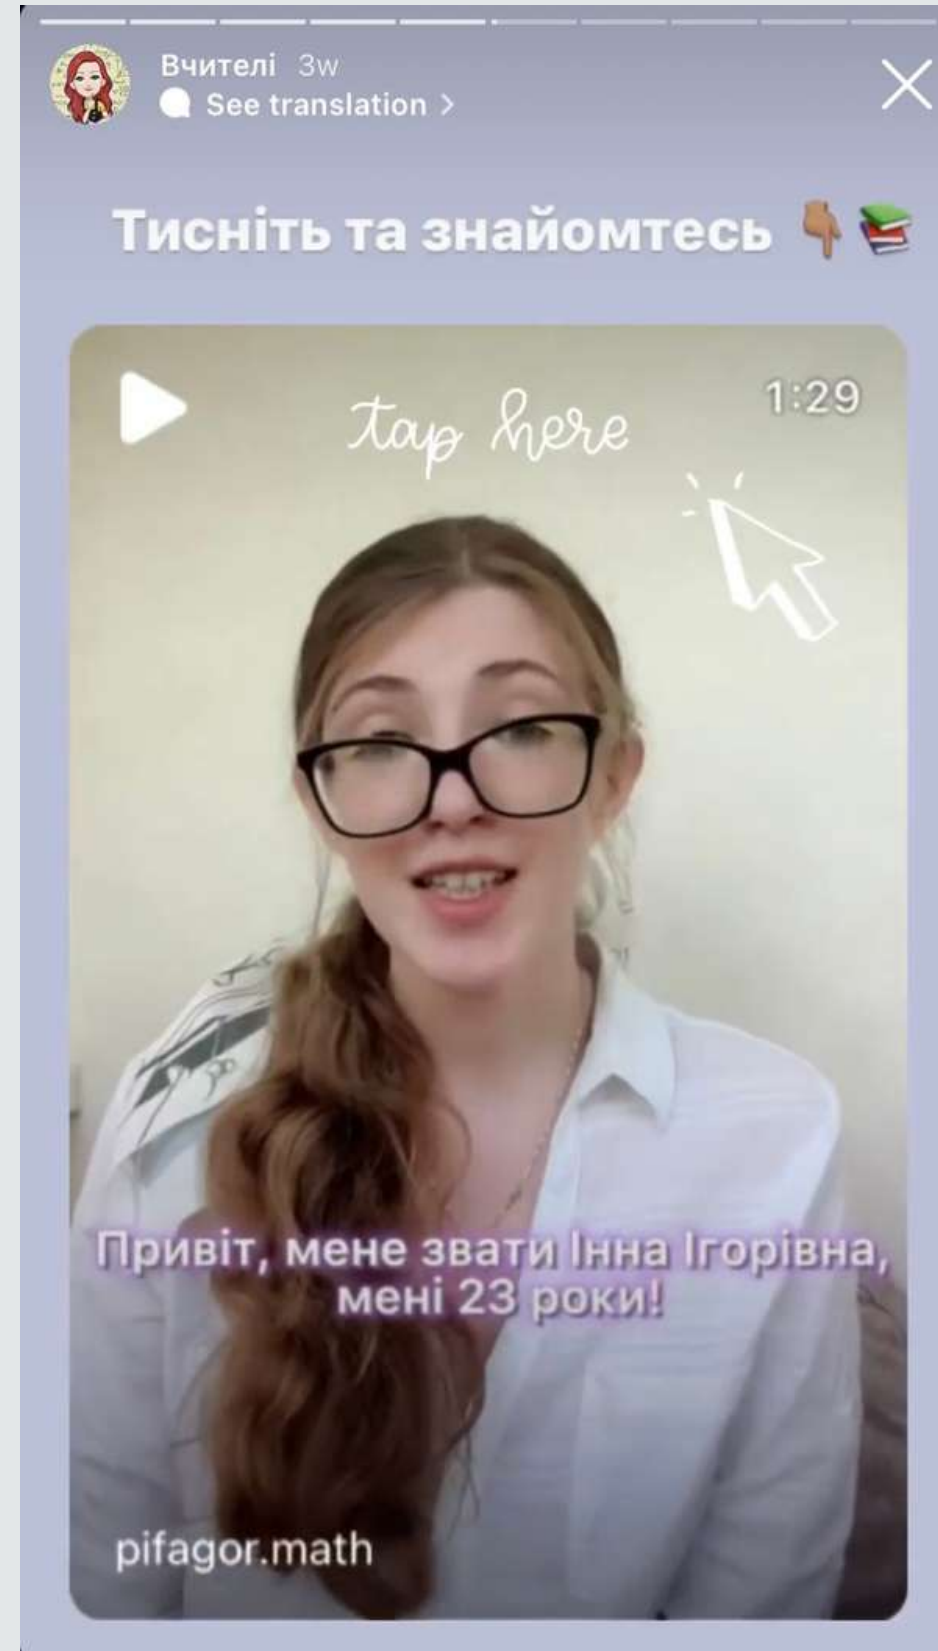 Вчителі 3w
See translation >
Тисніть та знайомтесь
1:29
tap here
Привіт, мене звати Інна Ігорівна,
мені 23 роки!
pifagor.math